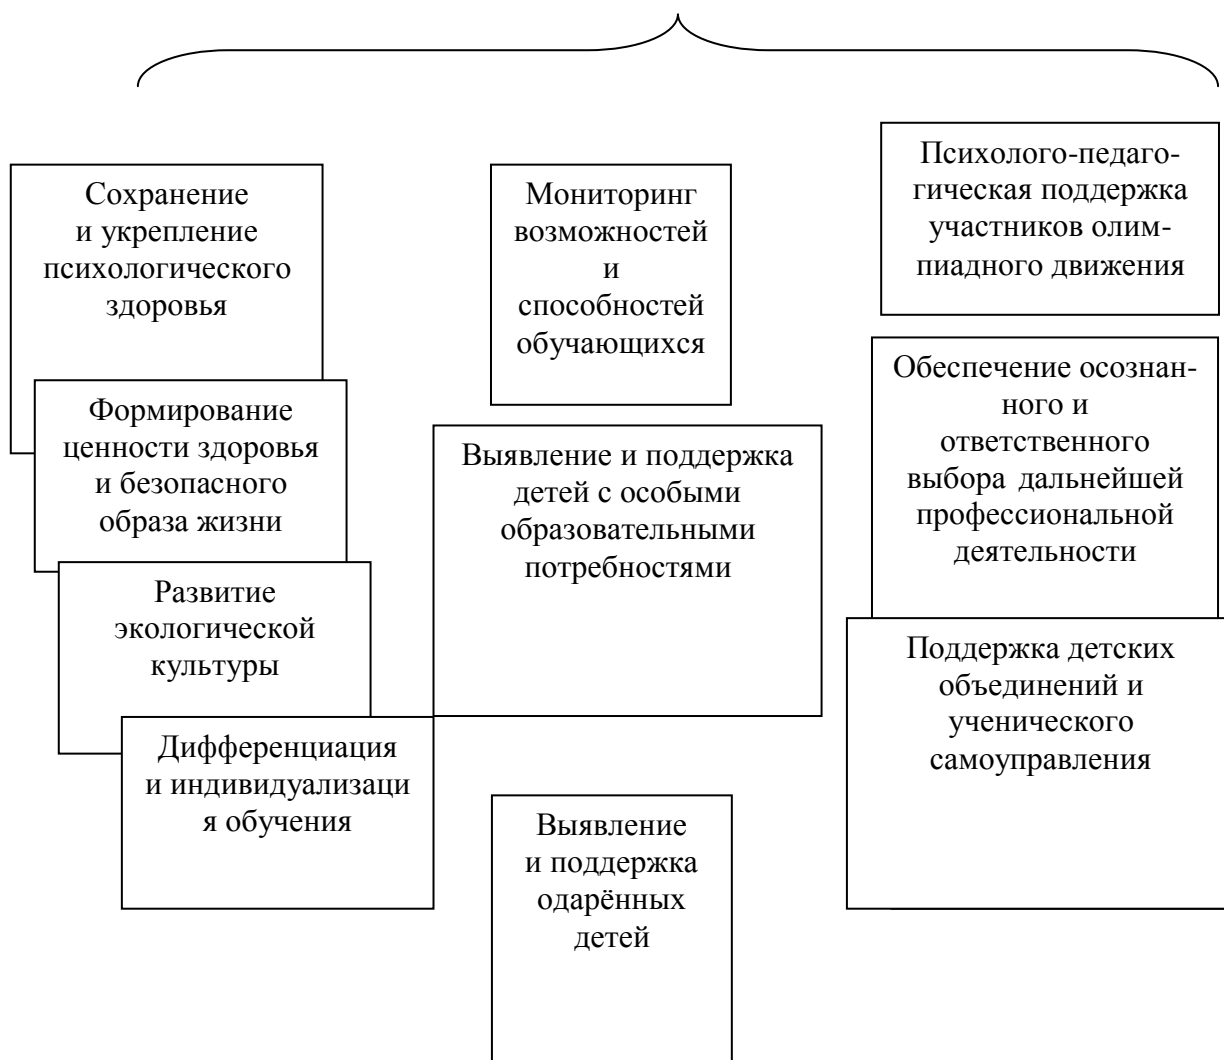 Сохранение
и укрепление
психологического
здоровья
Формирование
ценности здоровья
и безопасного
образа жизни
Развитие
экологической
культуры
Дифференциация
и индивидуализаци
я обучения
Мониторинг
возможностей
и
способностей
обучающихся
Выявление и поддержка
детей с особыми
образовательными
потребностями
Выявление
и поддержка
одарённых
детей
Психолого-педаго-
гическая поддержка
участников олим-
пиадного движения
Обеспечение осознан-
ного и
ответственного
выбора дальнейшей
профессиональной
деятельности
Поддержка детских
объединений и
ученического
самоуправления